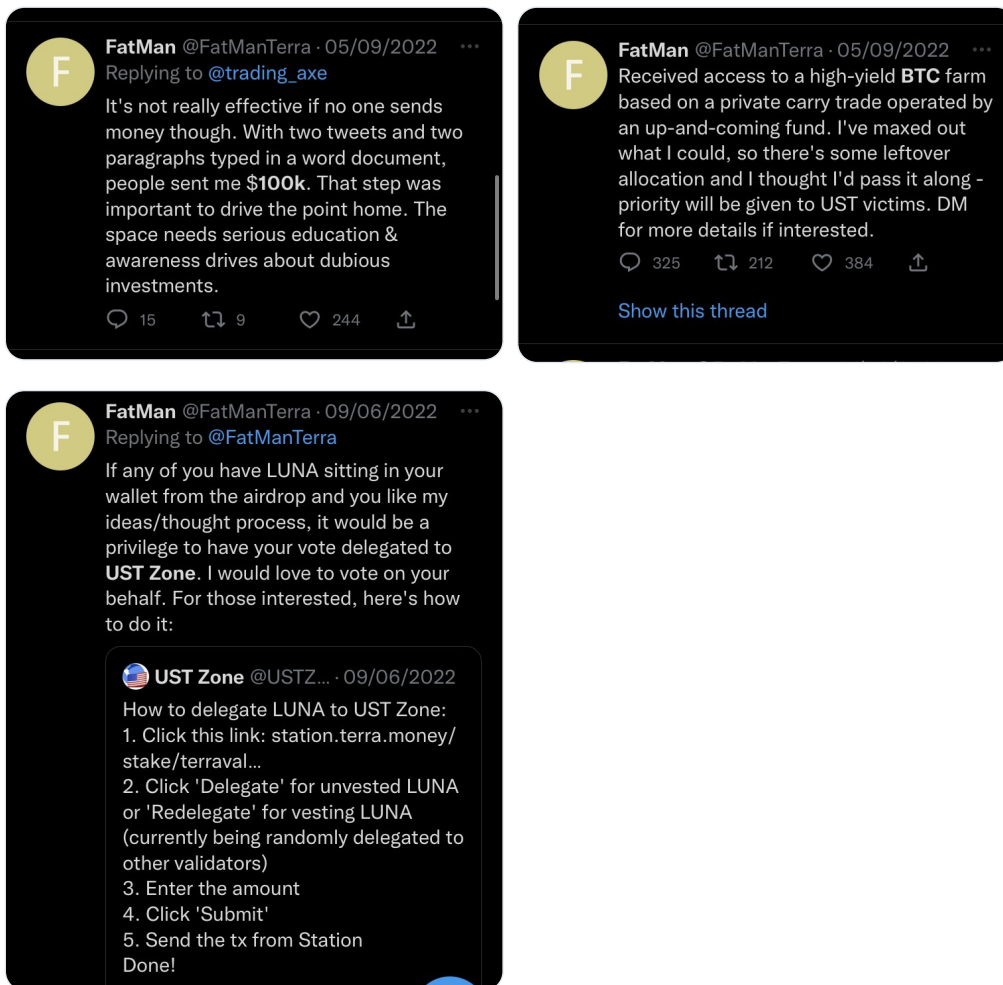 F
FatMan @FatManTerra · 05/09/2022 ···
Replying to @trading_axe
It's not really effective if no one sends
money though. With two tweets and two
paragraphs typed in a word document,
people sent me $100k. That step was
important to drive the point home. The
space needs serious education &
awareness drives about dubious
investments.
15 9 244
F
FatMan @FatManTerra · 05/09/2022 ···
Received access to a high-yield BTC farm
based on a private carry trade operated by
an up-and-coming fund. I've maxed out
what I could, so there's some leftover
allocation and I thought I'd pass it along -
priority will be given to UST victims. DM
for more details if interested.
325 212 384
Show this thread
F
FatMan @FatManTerra · 09/06/2022 ···
Replying to @FatManTerra
If any of you have LUNA sitting in your
wallet from the airdrop and you like my
ideas/thought process, it would be a
privilege to have your vote delegated to
UST Zone. I would love to vote on your
behalf. For those interested, here's how
to do it:
UST Zone @USTZ... · 09/06/2022
How to delegate LUNA to UST Zone:
1. Click this link: station.terra.money/
stake/terraval...
2. Click 'Delegate' for unvested LUNA
or 'Redelegate' for vesting LUNA
(currently being randomly delegated to
other validators)
3. Enter the amount
4. Click 'Submit'
5. Send the tx from Station
Done!